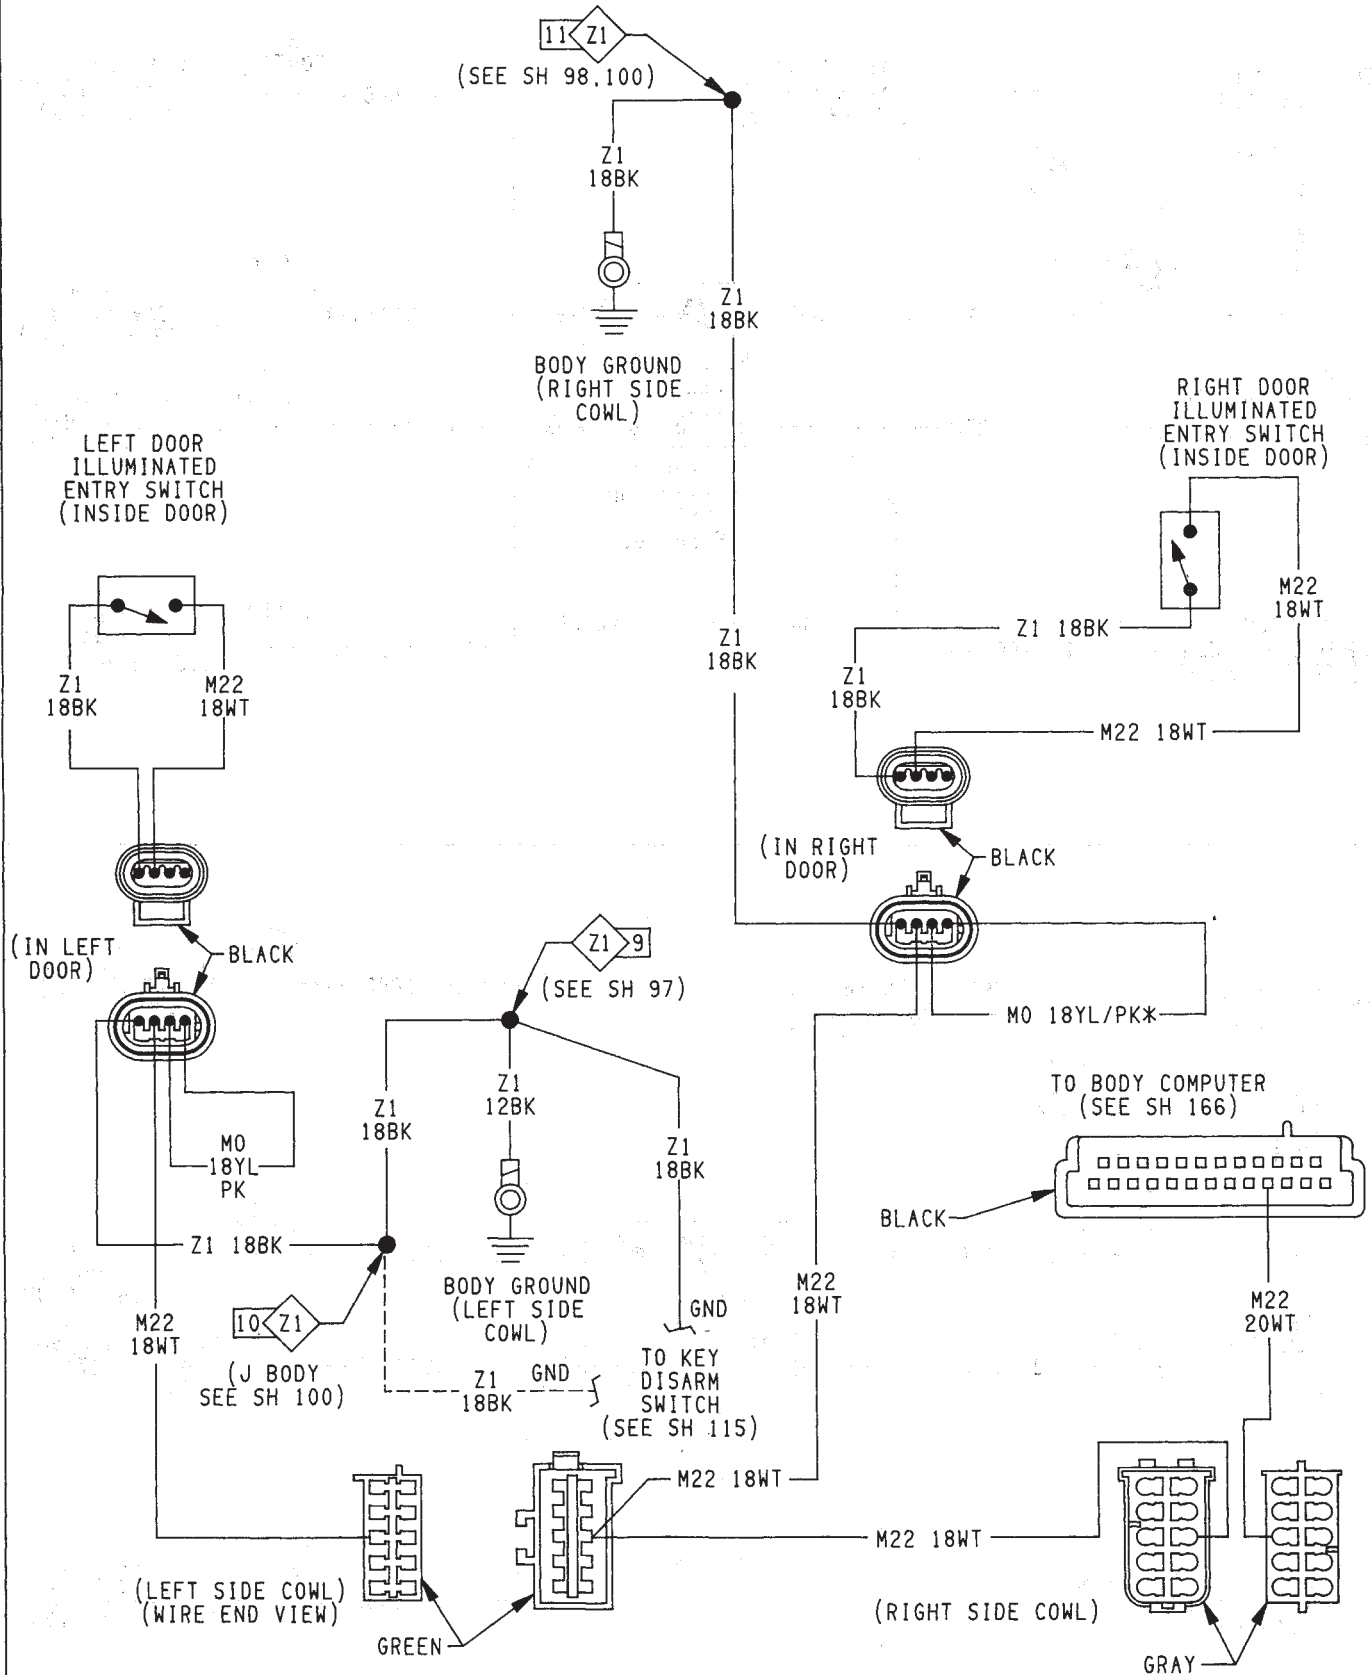 11 Z1
(SEE SH 98,100)
Z1
18BK
Z1
18BK
BODY GROUND
(RIGHT SIDE
COWL)
RIGHT DOOR
ILLUMINATED
ENTRY SWITCH
(INSIDE DOOR)
LEFT DOOR
ILLUMINATED
ENTRY SWITCH
(INSIDE DOOR)
M22
18WT
Z1 18BK
Z1
18BK
Z1
18BK
Z1
18BK
M22
18WT
M22 18WT
(IN RIGHT
DOOR)
BLACK
(IN LEFT
DOOR)
BLACK
Z1 9
(SEE SH 97)
M0 18YL/PK*
TO BODY COMPUTER
(SEE SH 166)
BLACK
Z1
18BK
Z1
12BK
Z1
18BK
M0
18YL
PK
Z1 18BK
BODY GROUND
(LEFT SIDE
COWL)
M22
18WT
10 Z1
(J BODY
SEE SH 100)
M22
18WT
M22
20WT
GND
TO KEY
DISARM
SWITCH
(SEE SH 115)
Z1
18BK
GND
M22 18WT
M22 18WT
(LEFT SIDE COWL)
(WIRE END VIEW)
GREEN
(RIGHT SIDE COWL)
GRAY